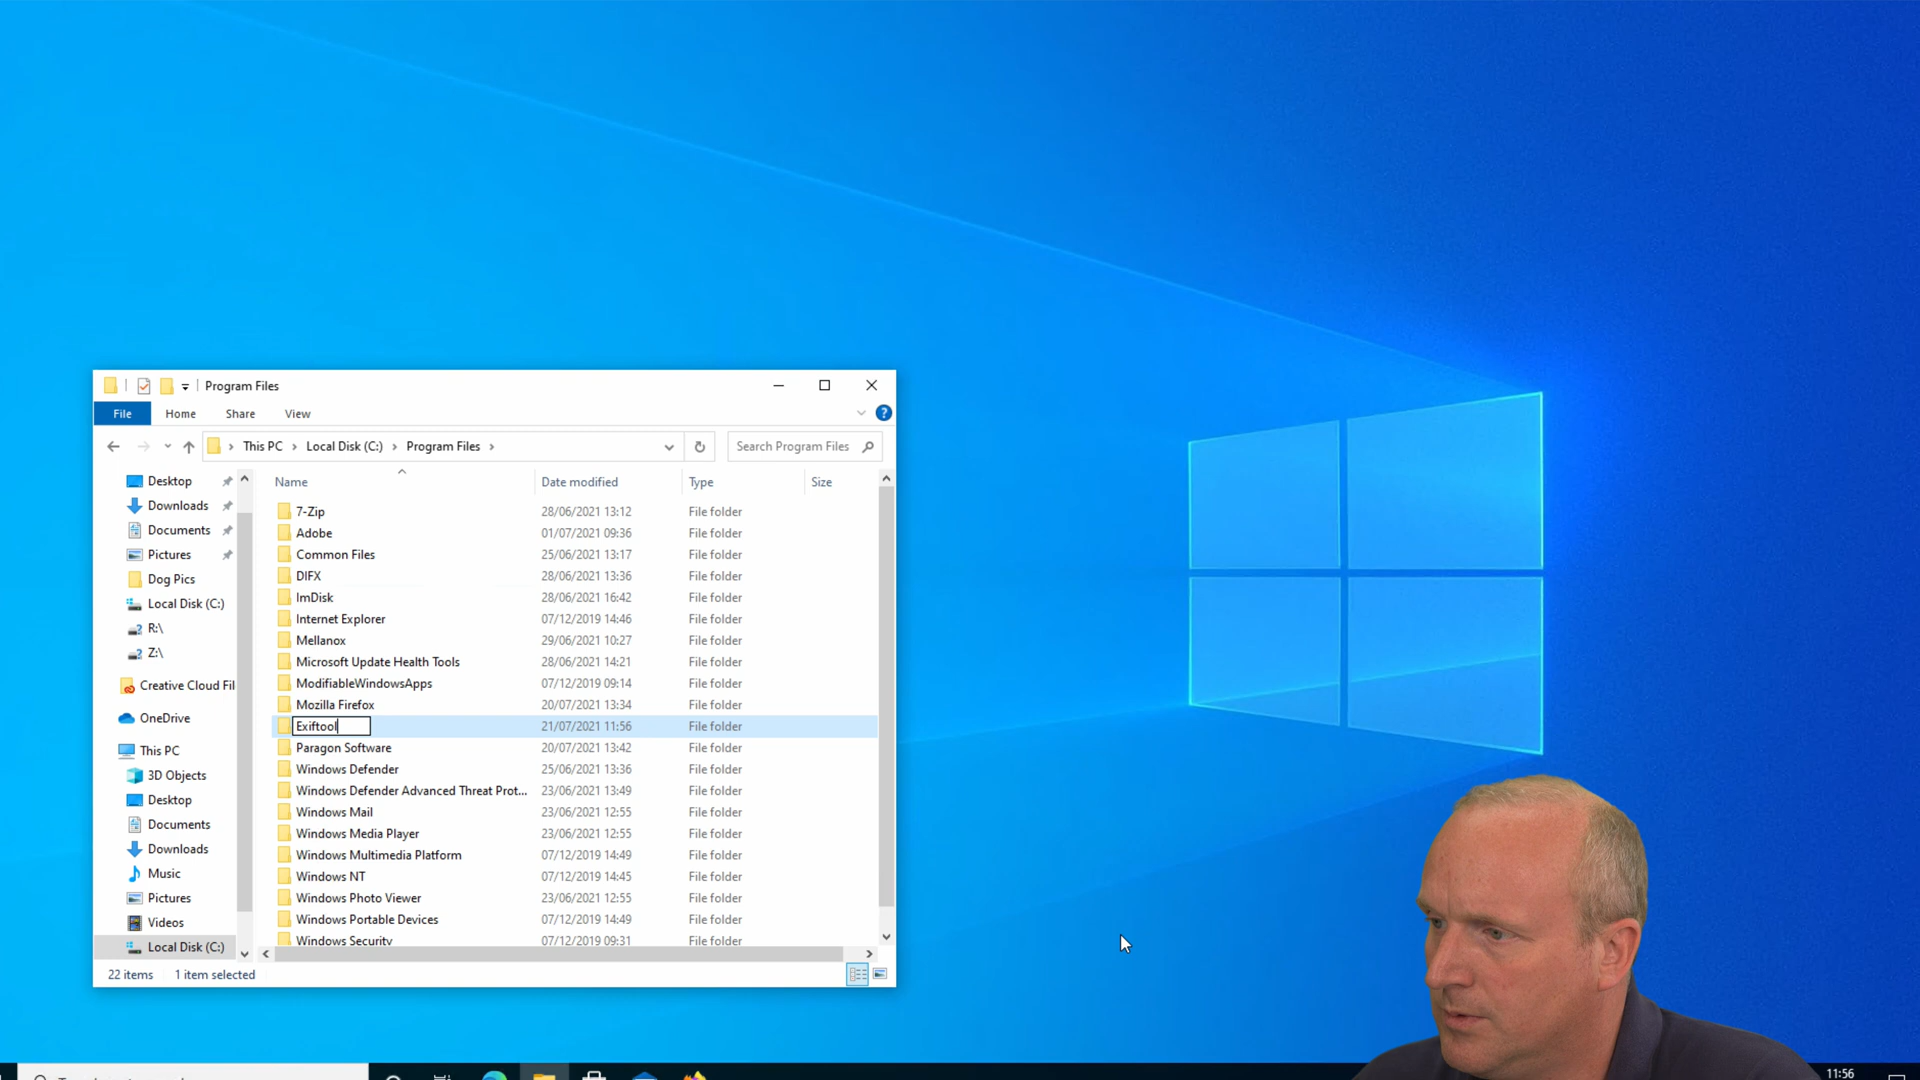 Program Files
File Home Share View
This PC Local Disk (C:) Program Files Search Program Files
Name Date modified Type Size
Desktop
Downloads
Documents
Pictures
Dog Pics
Local Disk (C:)
R:\
Z:\
Creative Cloud Fil
OneDrive
This PC
3D Objects
Desktop
Documents
Downloads
Music
Pictures
Videos
Local Disk (C:)
7-Zip 28/06/2021 13:12 File folder
Adobe 01/07/2021 09:36 File folder
Common Files 25/06/2021 13:17 File folder
DIFX 28/06/2021 13:36 File folder
ImDisk 28/06/2021 16:42 File folder
Internet Explorer 07/12/2019 14:46 File folder
Mellanox 29/06/2021 10:27 File folder
Microsoft Update Health Tools 28/06/2021 14:21 File folder
ModifiableWindowsApps 07/12/2019 09:14 File folder
Mozilla Firefox 20/07/2021 13:34 File folder
Exiftool 21/07/2021 11:56 File folder
Paragon Software 20/07/2021 13:42 File folder
Windows Defender 25/06/2021 13:36 File folder
Windows Defender Advanced Threat Prot... 23/06/2021 13:49 File folder
Windows Mail 23/06/2021 12:55 File folder
Windows Media Player 23/06/2021 12:55 File folder
Windows Multimedia Platform 07/12/2019 14:49 File folder
Windows NT 07/12/2019 14:45 File folder
Windows Photo Viewer 23/06/2021 12:55 File folder
Windows Portable Devices 07/12/2019 14:49 File folder
Windows Security 07/12/2019 09:31 File folder
22 items 1 item selected
11:56